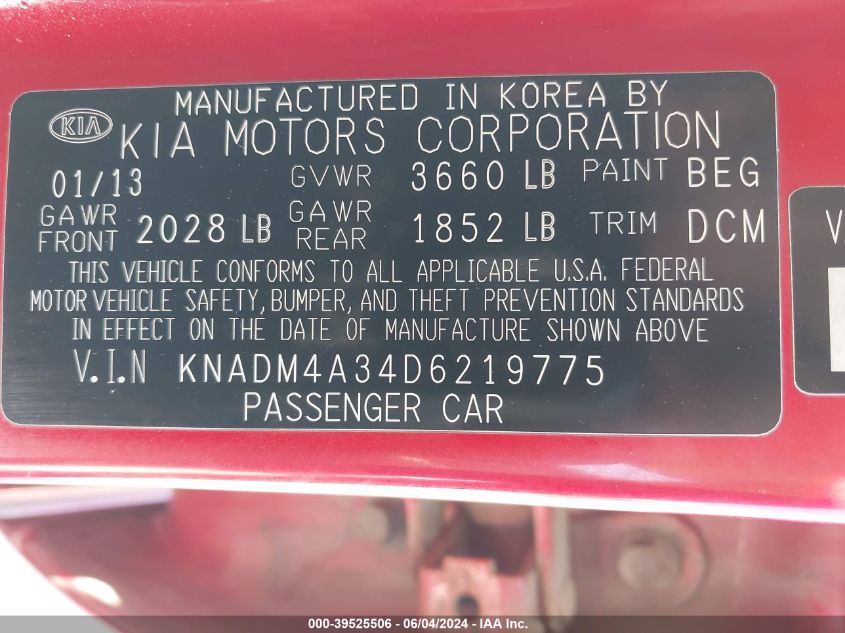 MANUFACTURED IN KOREA BY
KIA KIA MOTORS CORPORATION
01/13 GVWR 3660 LB PAINT BEG
GAWR FRONT 2028 LB GAWR REAR 1852 LB TRIM DCM
THIS VEHICLE CONFORMS TO ALL APPLICABLE U.S.A. FEDERAL
MOTOR VEHICLE SAFETY, BUMPER, AND THEFT PREVENTION STANDARDS
IN EFFECT ON THE DATE OF MANUFACTURE SHOWN ABOVE
V.I.N KNADM4A34D6219775
PASSENGER CAR
000-39525506 - 06/04/2024 - IAA Inc.